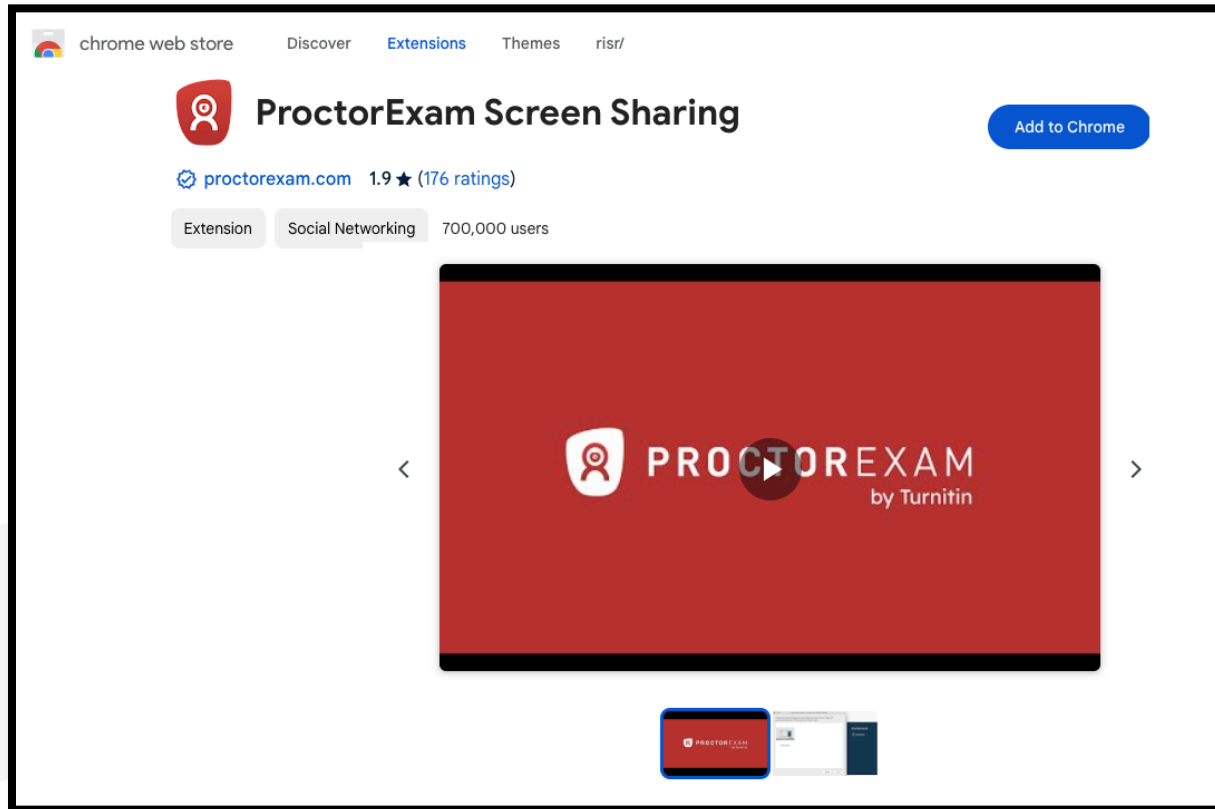 chrome web store Discover Extensions Themes risr/
ProctorExam Screen Sharing
Add to Chrome
proctorexam.com 1.9 ★ (176 ratings)
Extension Social Networking 700,000 users
PROCTOREXAM
by Turnitin
PROCTOREXAM